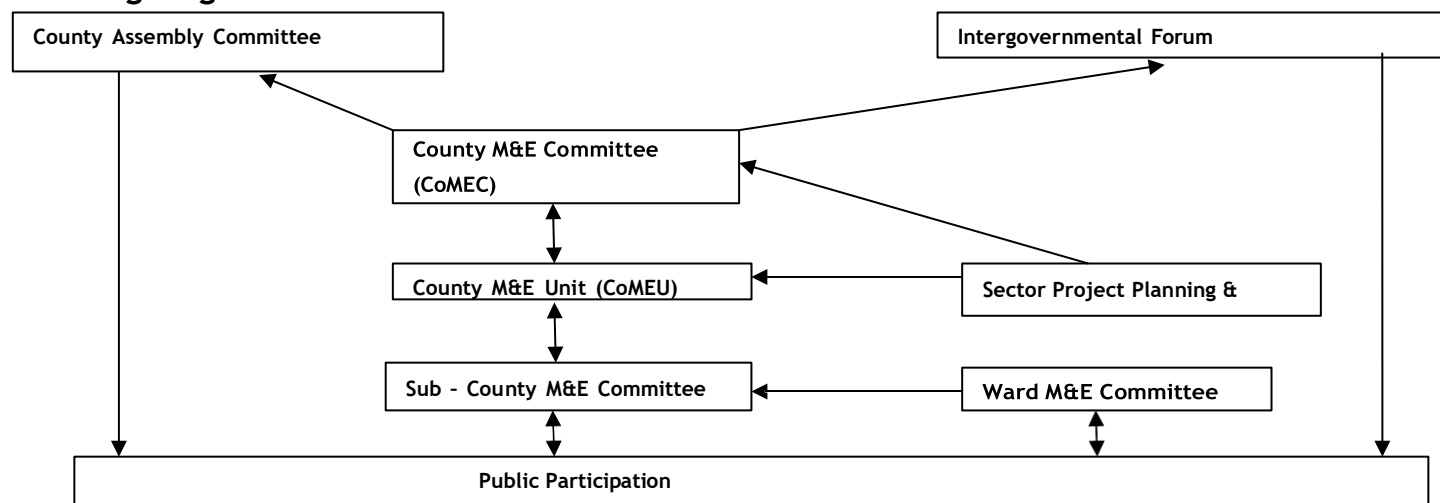 County Assembly Committee
Intergovernmental Forum
County M&E Committee
(CoMEC)
County M&E Unit (CoMEU)
Sector Project Planning &
Sub – County M&E Committee
Ward M&E Committee
Public Participation